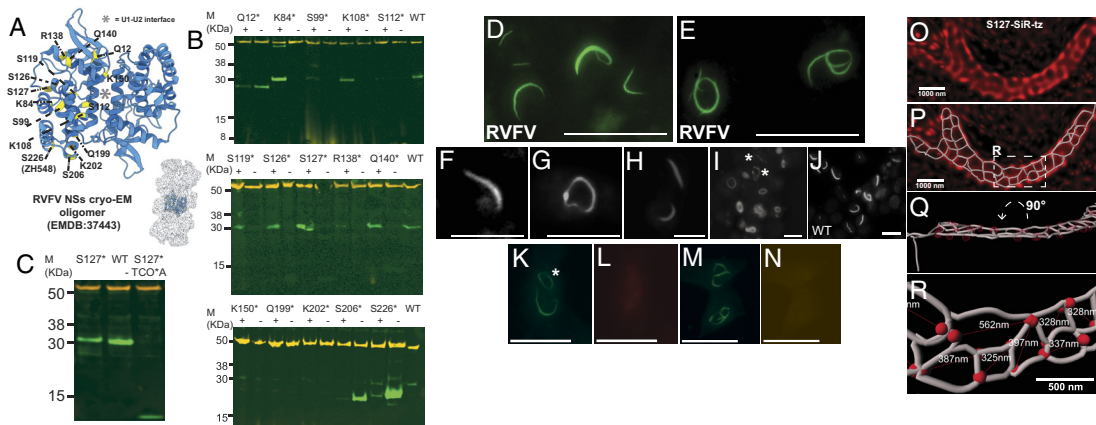 A
* = U1-U2 interface
R138
Q140
Q12
S119
K150
S126
S127
K84
S112
S99
K108
Q199
S226
K202
(ZH548)
S206
RVFV NSs cryo-EM
oligomer
(EMDB:37443)
B
M Q12* K84* S99* K108* S112* WT
(KDa) + - + - + - + - + -
50
38
30
15
8
M S119* S126* S127* R138* Q140* WT
(KDa) + - + - + - + - + -
50
38
30
15
M K150* Q199* K202* S206* S226* WT
(KDa) + - + - + - + - + -
50
38
30
15
C
M S127* WT S127*
(KDa) - TCO*A
50
38
30
15
D
RVFV
E
RVFV
F
G
H
I
*
*
J
WT
K
*
L
M
N
S127-SiR-tz
O
1000 nm
P
R
1000 nm
Q
90°
R
nm
562nm
328nm
328nm
397nm
337nm
387nm
325nm
500 nm